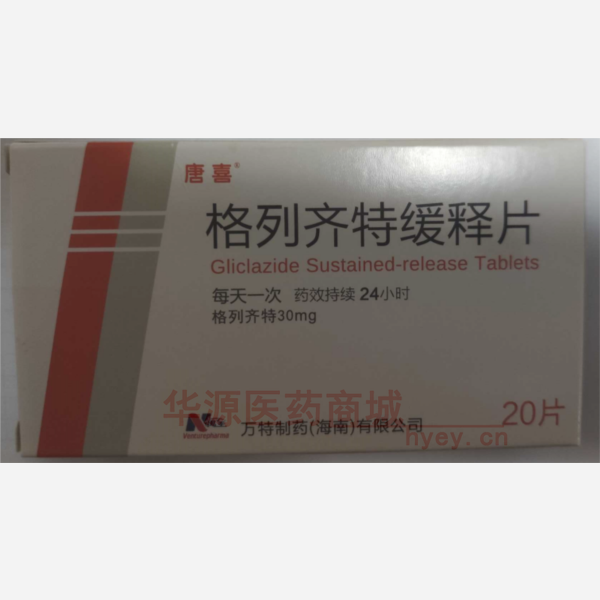 唐喜®
格列齐特缓释片
Gliclazide Sustained-release Tablets
每天一次 药效持续 24小时
格列齐特30mg
华源医药商城
20片
万特制药(海南)有限公司
hyey.cn